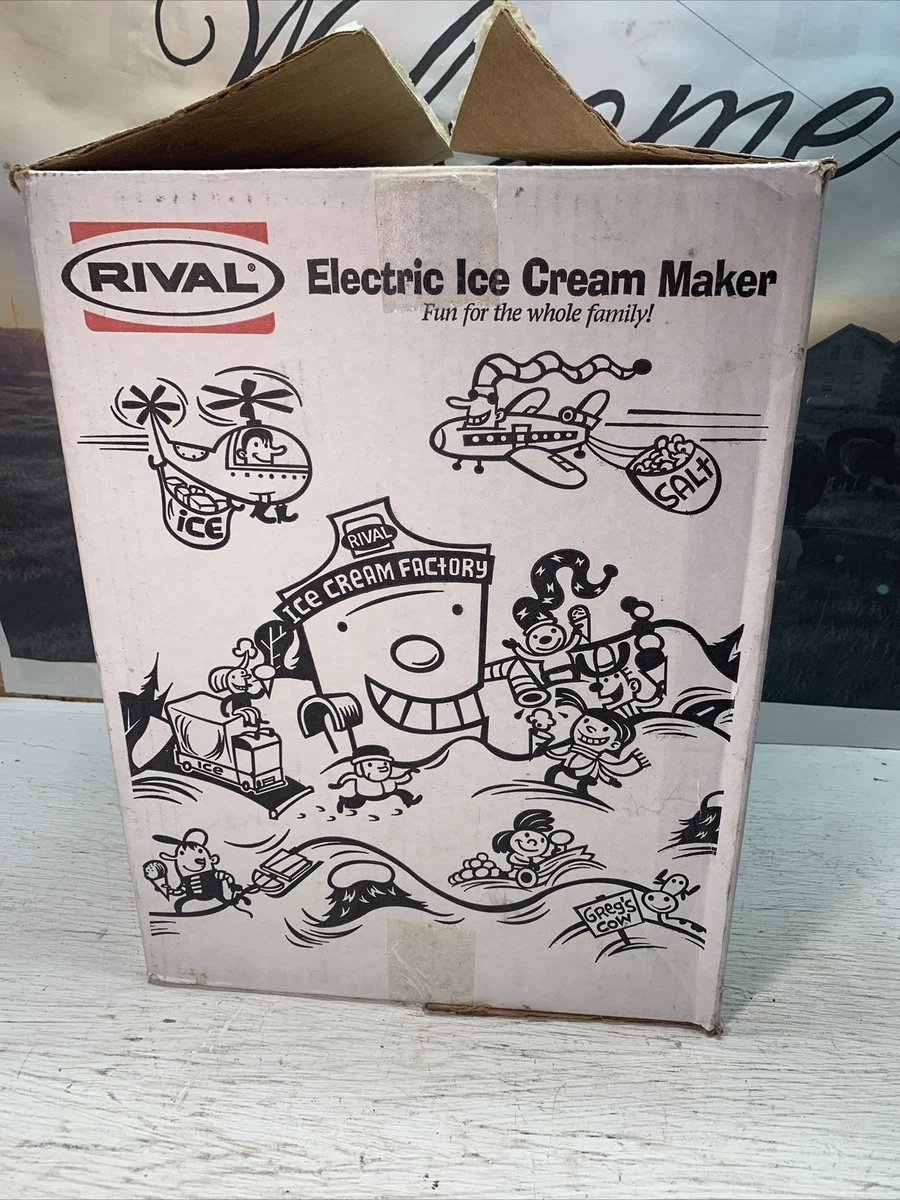 Welcome
RIVAL®
Electric Ice Cream Maker
Fun for the whole family!
ICE
SALt
RIVAL
ICE CREAM FACtORY
Ice
Greg's
Cow